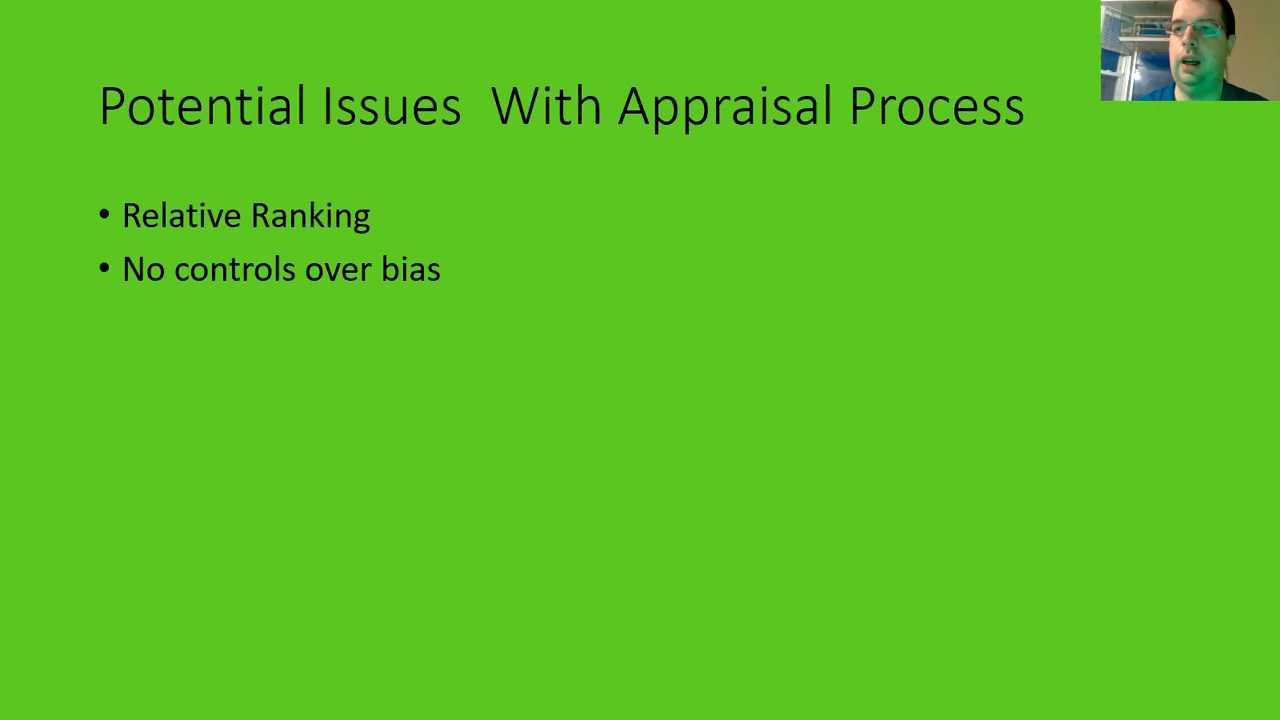 Potential Issues  With Appraisal Process
• Relative Ranking
• No controls over bias